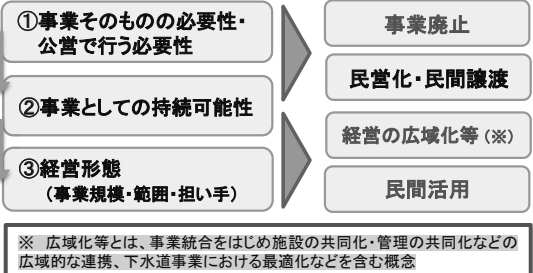 ①事業そのものの必要性・
公営で行う必要性
②事業としての持続可能性
③経営形態
(事業規模・範囲・担い手)
事業廃止
民営化・民間譲渡
経営の広域化等(※)
民間活用
※ 広域化等とは、事業統合をはじめ施設の共同化・管理の共同化などの
広域的な連携、下水道事業における最適化などを含む概念